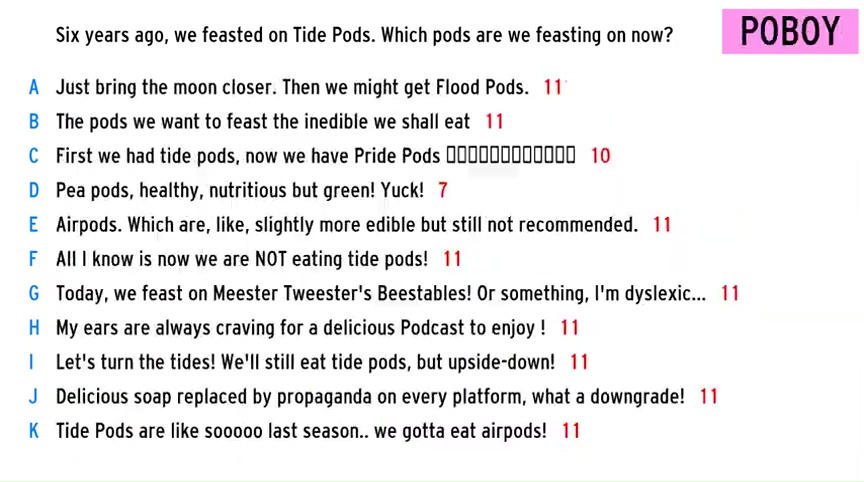 Six years ago, we feasted on Tide Pods. Which pods are we feasting on now?
POBOY
A Just bring the moon closer. Then we might get Flood Pods. 11
B The pods we want to feast the inedible we shall eat 11
C First we had tide pods, now we have Pride Pods ▯▯▯▯▯▯▯▯▯▯▯▯ 10
D Pea pods, healthy, nutritious but green! Yuck! 7
E Airpods. Which are, like, slightly more edible but still not recommended. 11
F All I know is now we are NOT eating tide pods! 11
G Today, we feast on Meester Tweester's Beestables! Or something, I'm dyslexic... 11
H My ears are always craving for a delicious Podcast to enjoy ! 11
I Let's turn the tides! We'll still eat tide pods, but upside-down! 11
J Delicious soap replaced by propaganda on every platform, what a downgrade! 11
K Tide Pods are like sooooo last season.. we gotta eat airpods! 11